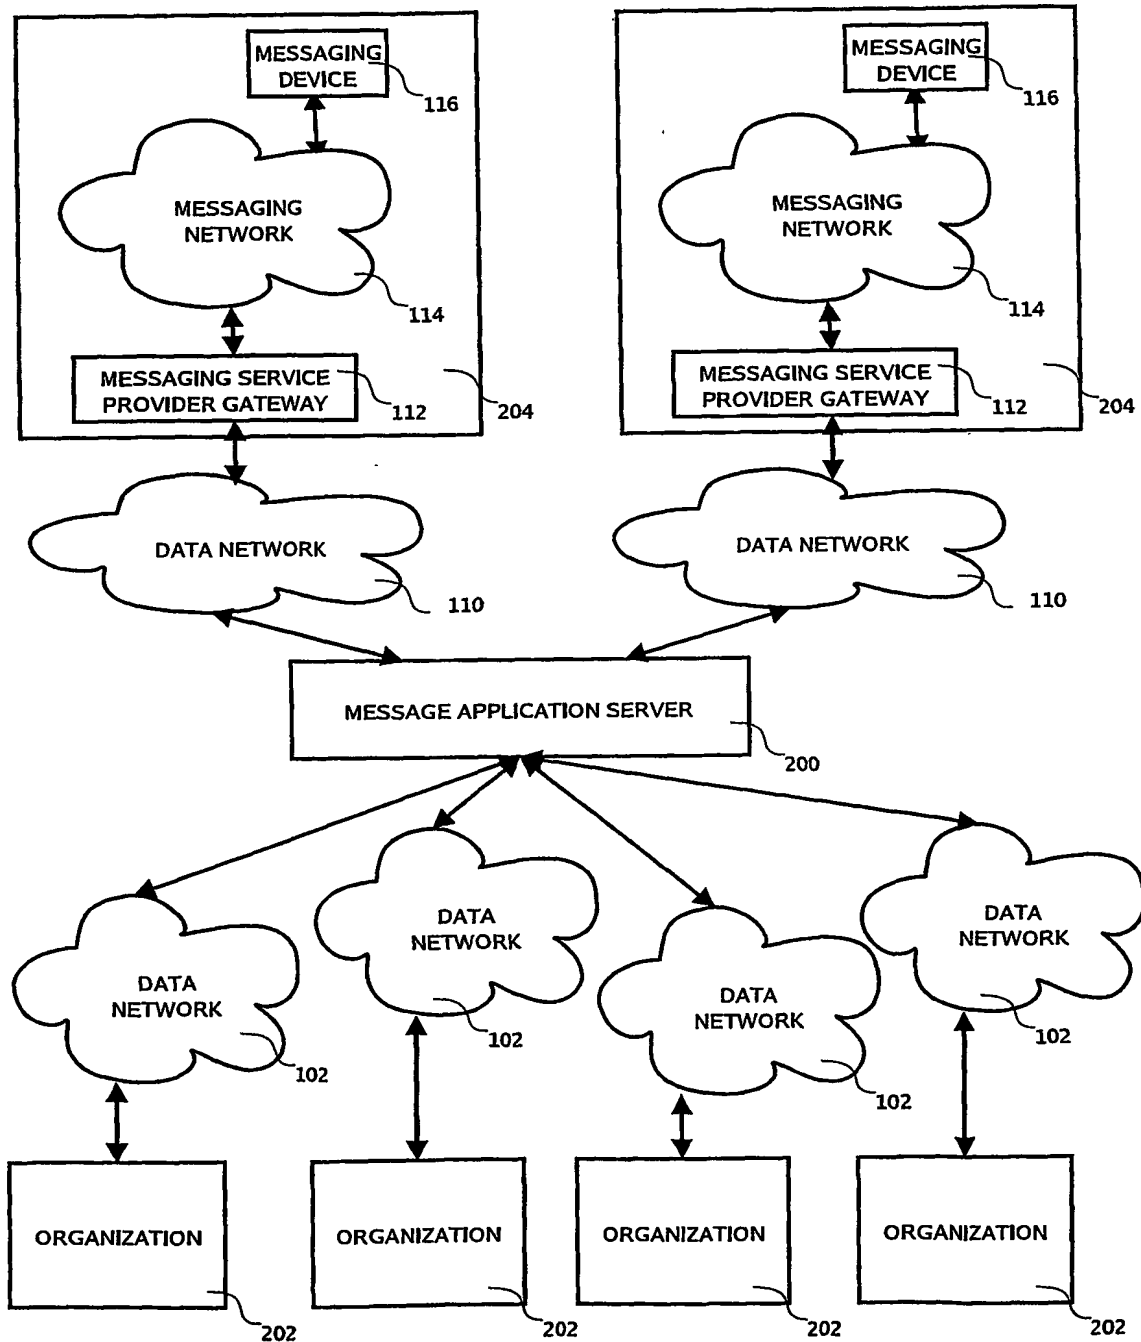 MESSAGING
DEVICE
116
MESSAGING
NETWORK
114
MESSAGING SERVICE
PROVIDER GATEWAY
112
204
MESSAGING
DEVICE
116
MESSAGING
NETWORK
114
MESSAGING SERVICE
PROVIDER GATEWAY
112
204
DATA NETWORK
110
DATA NETWORK
110
MESSAGE APPLICATION SERVER
200
DATA
NETWORK
102
DATA
NETWORK
102
DATA
NETWORK
102
DATA
NETWORK
102
ORGANIZATION
202
ORGANIZATION
202
ORGANIZATION
202
ORGANIZATION
202